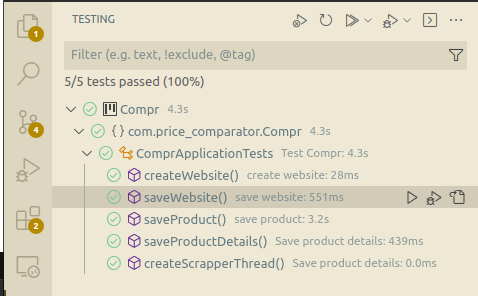 TESTING
1
Filter (e.g. text, !exclude, @tag)
5/5 tests passed (100%)
Compr 4.3s
4
{} com.price_comparator.Compr 4.3s
ComprApplicationTests Test Compr: 4.3s
createWebsite() create website: 28ms
saveWebsite() save website: 551ms
2
saveProduct() save product: 3.2s
saveProductDetails() Save product details: 439ms
createScrapperThread() Save product details: 0.0ms